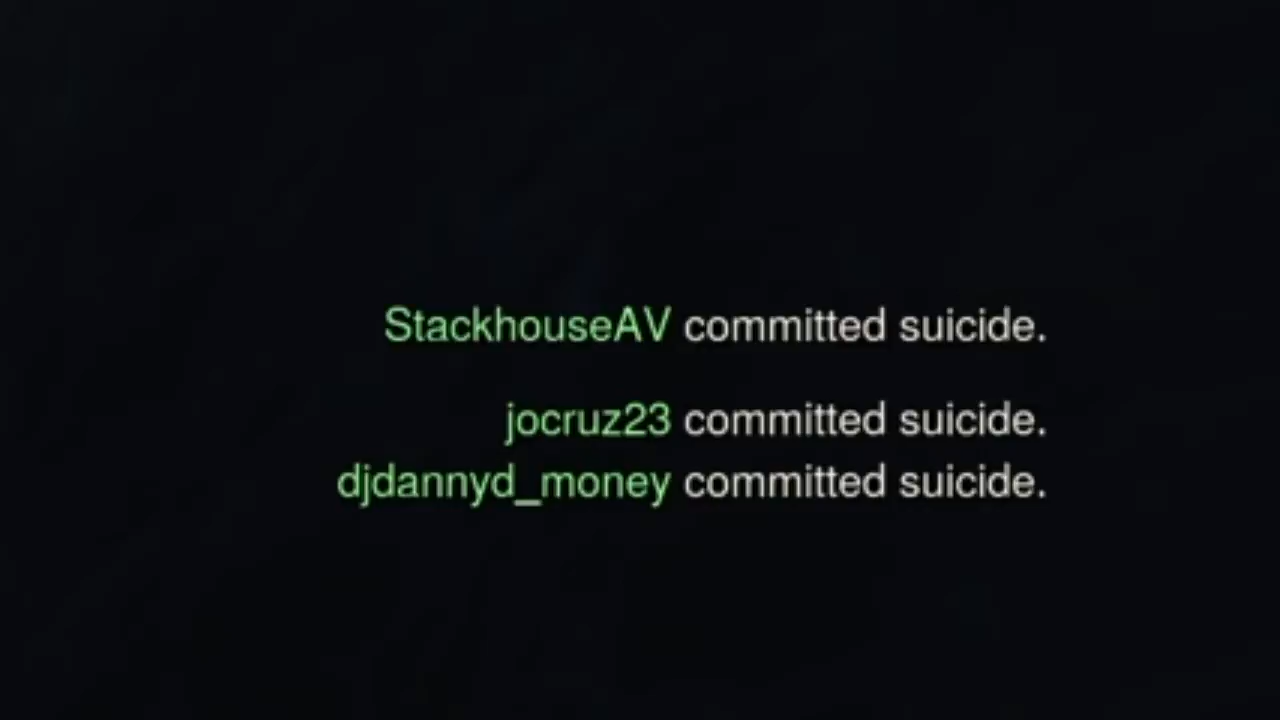 StackhouseAV committed suicide.
jocruz23 committed suicide.
djdannyd_money committed suicide.